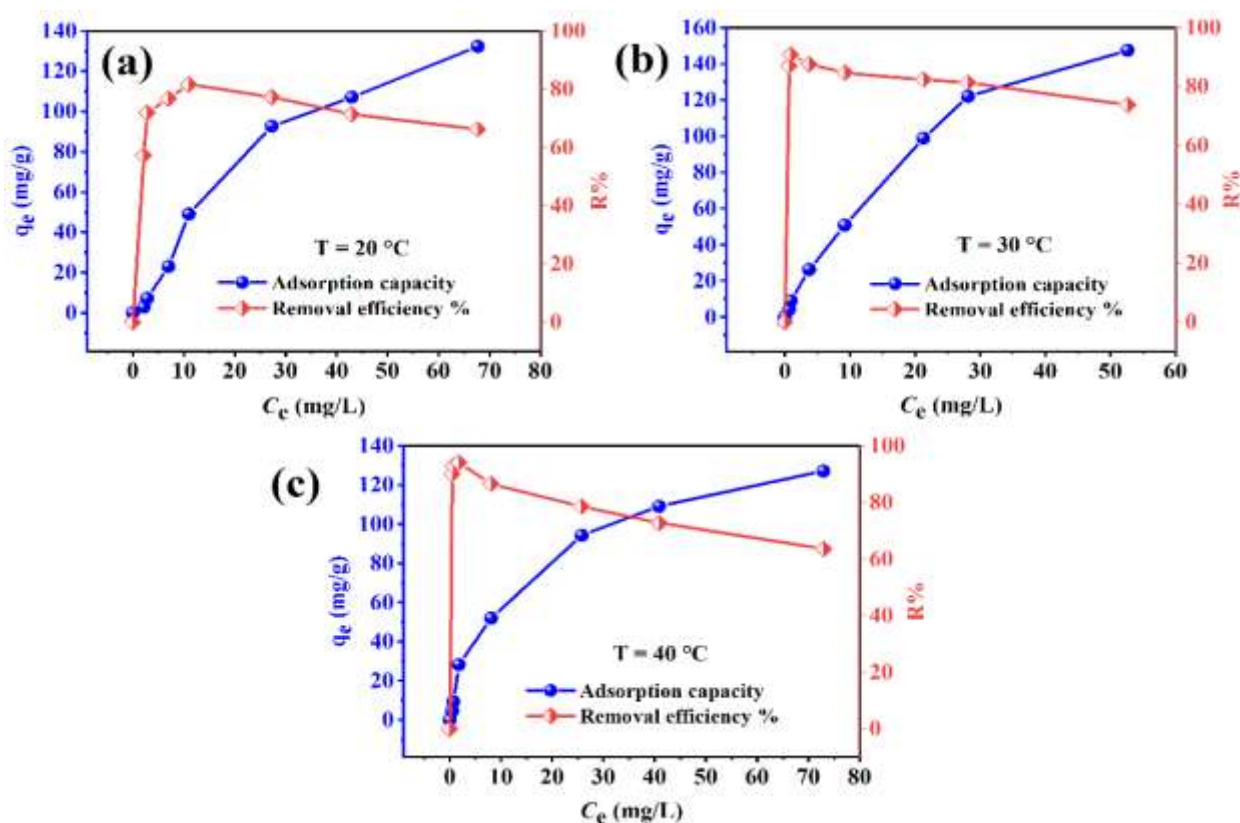 (a)
140
120
100
80
60
40
20
0
qe (mg/g)
100
80
60
40
20
0
R%
T = 20 °C
Adsorption capacity
Removal efficiency %
0 10 20 30 40 50 60 70 80
Ce (mg/L)
(b)
160
140
120
100
80
60
40
20
0
qe (mg/g)
100
80
60
40
20
0
R%
T = 30 °C
Adsorption capacity
Removal efficiency %
0 10 20 30 40 50 60
Ce (mg/L)
(c)
140
120
100
80
60
40
20
0
qe (mg/g)
100
80
60
40
20
0
R%
T = 40 °C
Adsorption capacity
Removal efficiency %
0 10 20 30 40 50 60 70 80
Ce (mg/L)